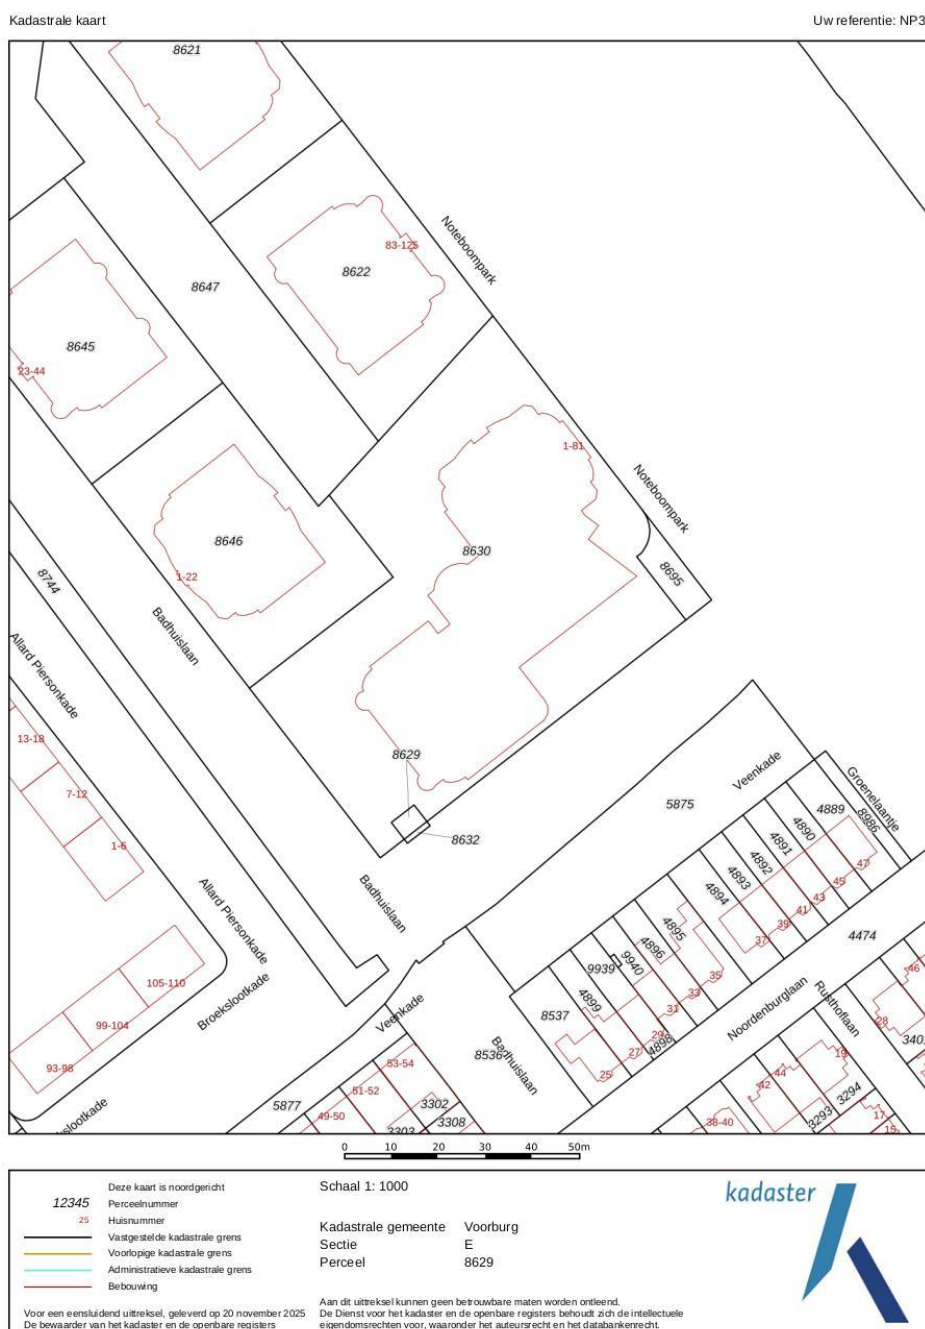 Kadastrale kaart
Uw referentie: NP3
8621
Noteboompark
83-125
8622
8647
8645
23-44
1-81
Noteboompark
8646
8630
1-22
8695
8744
Badhuislaan
Allard Piersonkade
13-18
8629
7-12
Veenkade
5875
Groenelaantje
4889
8986
4890
8632
4891
1-6
4892
47
4893
45
Badhuislaan
4894
43
41
Allard Piersonkade
39
4895
37
4474
4896
9940
9939
46
105-110
35
Broekslootkade
4899
33
Rusthoflaan
Noordenburglaan
31
8537
Veenkade
28
99-104
29
4898
340
27
19
8536
Badhuislaan
53-54
93-98
25
44
51-52
42
3294
5877
3302
slootkade
49-50
3293
17
3308
38-40
3303
15
0 10 20 30 40 50m
Deze kaart is noordgericht
12345 Perceelnummer
25 Huisnummer
Vastgestelde kadastrale grens
Voorlopige kadastrale grens
Administratieve kadastrale grens
Bebouwing
Voor een eensluidend uittreksel, geleverd op 20 november 2025
De bewaarder van het kadaster en de openbare registers
Schaal 1: 1000
Kadastrale gemeente Voorburg
Sectie E
Perceel 8629
Aan dit uittreksel kunnen geen betrouwbare maten worden ontleend.
De Dienst voor het kadaster en de openbare registers behoudt zich de intellectuele
eigendomsrechten voor, waaronder het auteursrecht en het databankenrecht.
kadaster